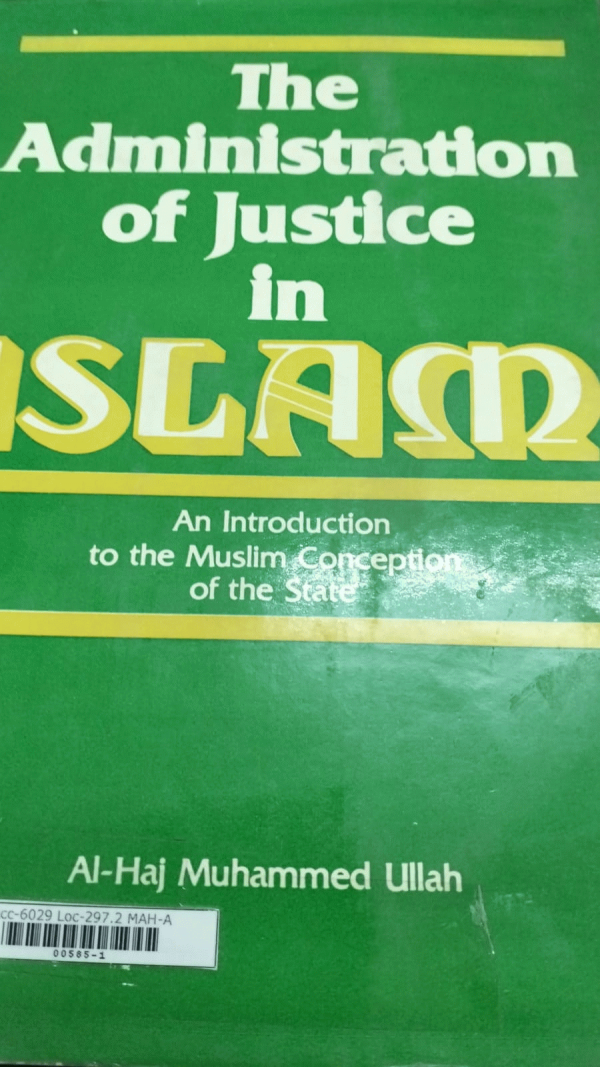 The
Administration
of Justice
in
ISLAM
An Introduction
to the Muslim Conception
of the State
Al-Haj Muhammed Ullah
cc-6029 Loc-297.2 MAH-A
00585-1